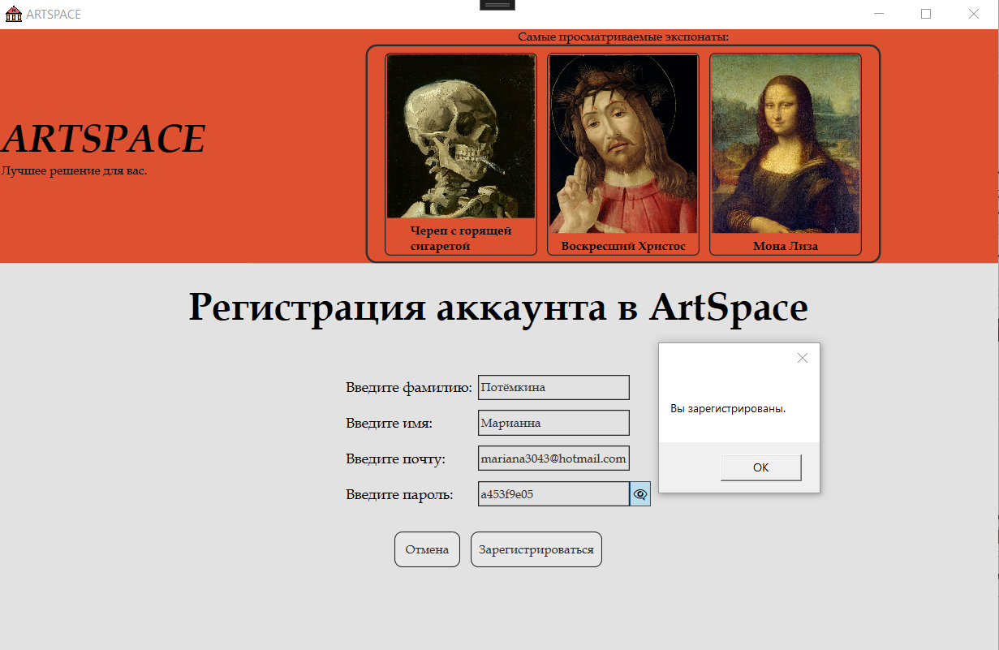 ARTSPACE
Самые просматриваемые экспонаты:
ARTSPACE
Лучшее решение для вас.
Череп с горящей
сигаретой
Воскресший Христос
Мона Лиза
Регистрация аккаунта в ArtSpace
Введите фамилию: Потёмкина
Введите имя: Марианна
Введите почту: mariana3043@hotmail.com
Введите пароль: a453f9e05
Отмена Зарегистрироваться
Вы зарегистрированы.
OK